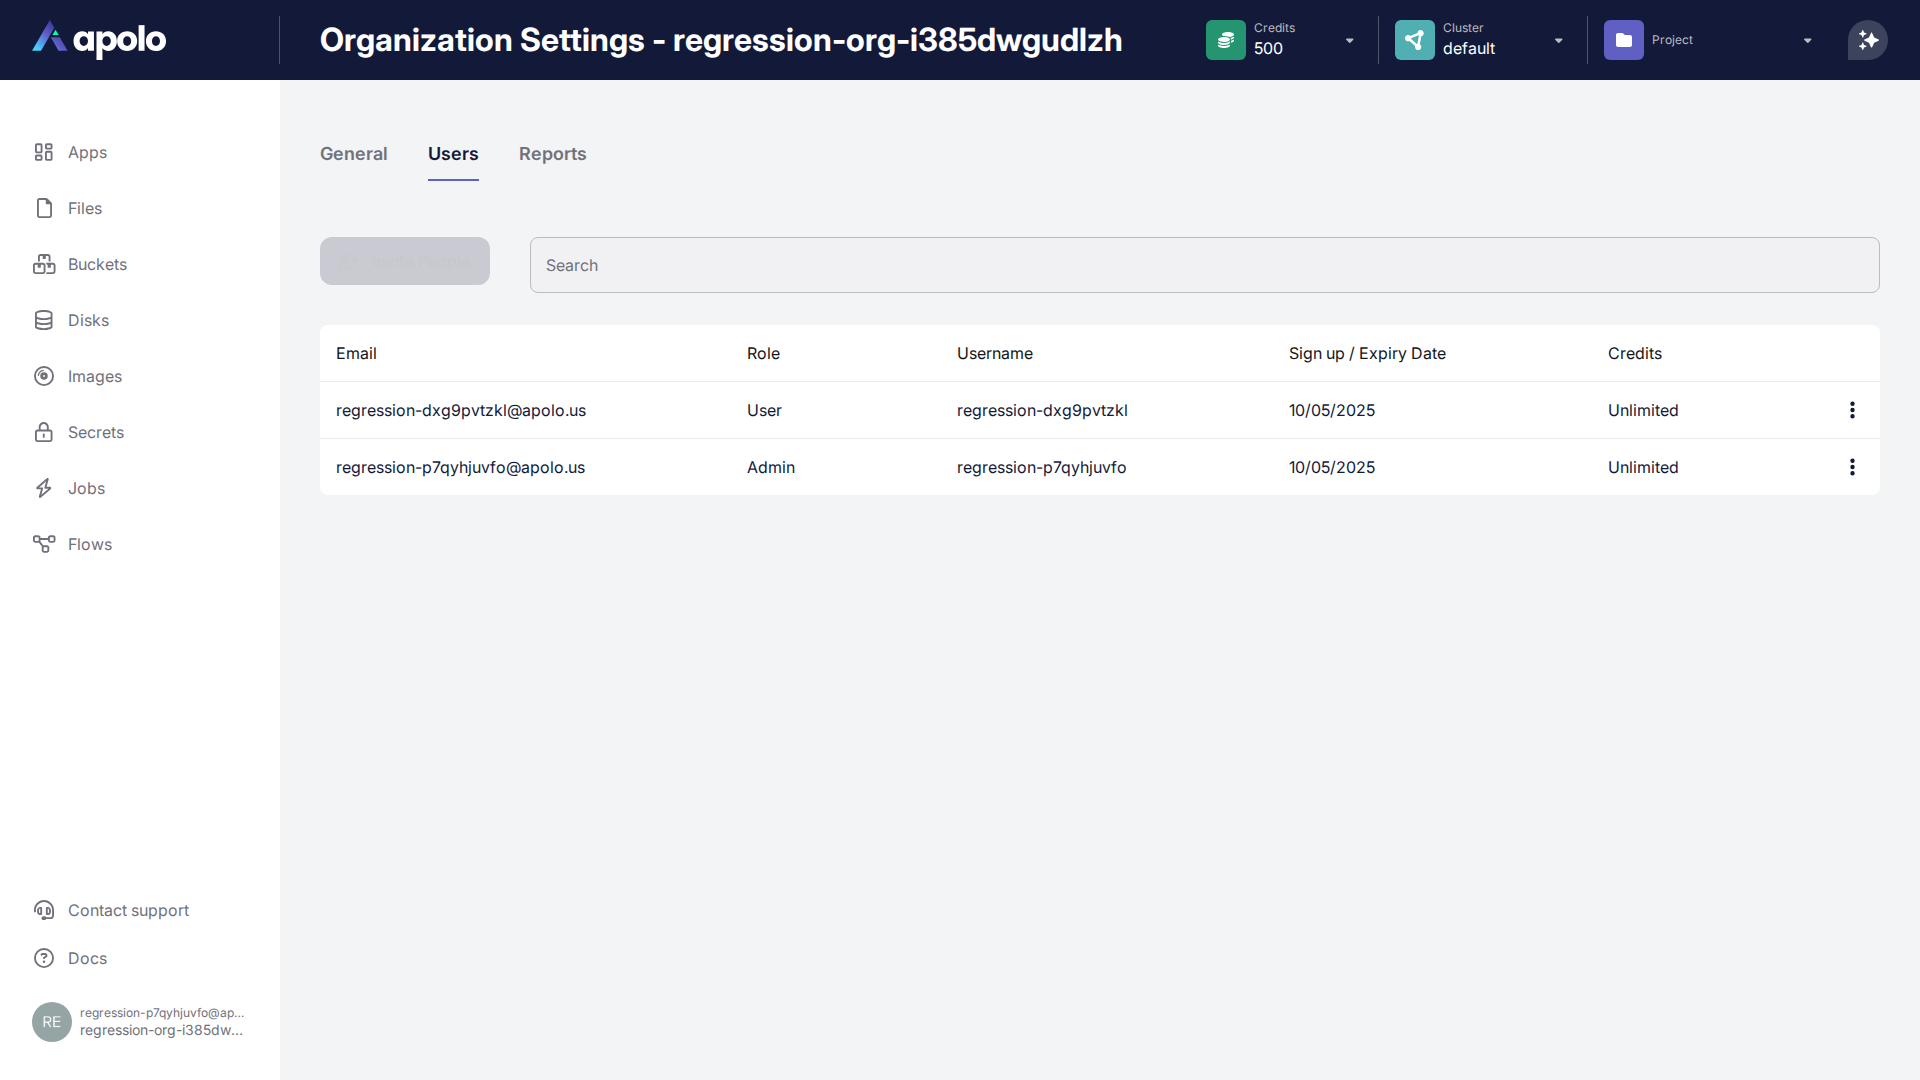 apolo
Organization Settings - regression-org-i385dwgudlzh
Credits
500
Cluster
default
Project
Apps
Files
Buckets
Disks
Images
Secrets
Jobs
Flows
General Users Reports
Search
Email Role Username Sign up / Expiry Date Credits
regression-dxg9pvtzkl@apolo.us User regression-dxg9pvtzkl 10/05/2025 Unlimited
regression-p7qyhjuvfo@apolo.us Admin regression-p7qyhjuvfo 10/05/2025 Unlimited
Contact support
Docs
RE
regression-p7qyhjuvfo@ap...
regression-org-i385dw...